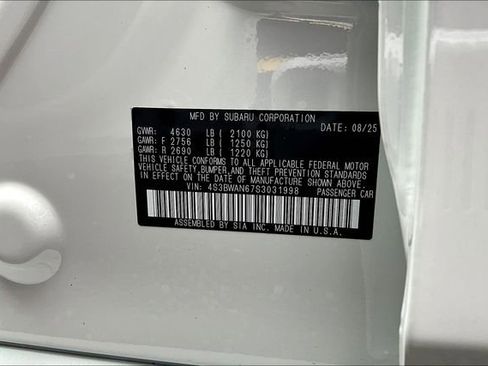 MFD BY SUBARU CORPORATION
GVWR: 4630 LB ( 2100 KG) DATE: 08/25
GAWR: F 2756 LB ( 1250 KG)
GAWR: R 2690 LB ( 1220 KG)
THIS VEHICLE CONFORMS TO ALL APPLICABLE FEDERAL MOTOR
VEHICLE SAFETY,BUMPER,AND THEFT PREVENTION STANDARDS
IN EFFECT ON THE DATE OF MANUFACTURE SHOWN ABOVE.
VIN: 4S3BWAN67S3031998 PASSENGER CAR
ASSEMBLED BY SIA INC. MADE IN U.S.A.